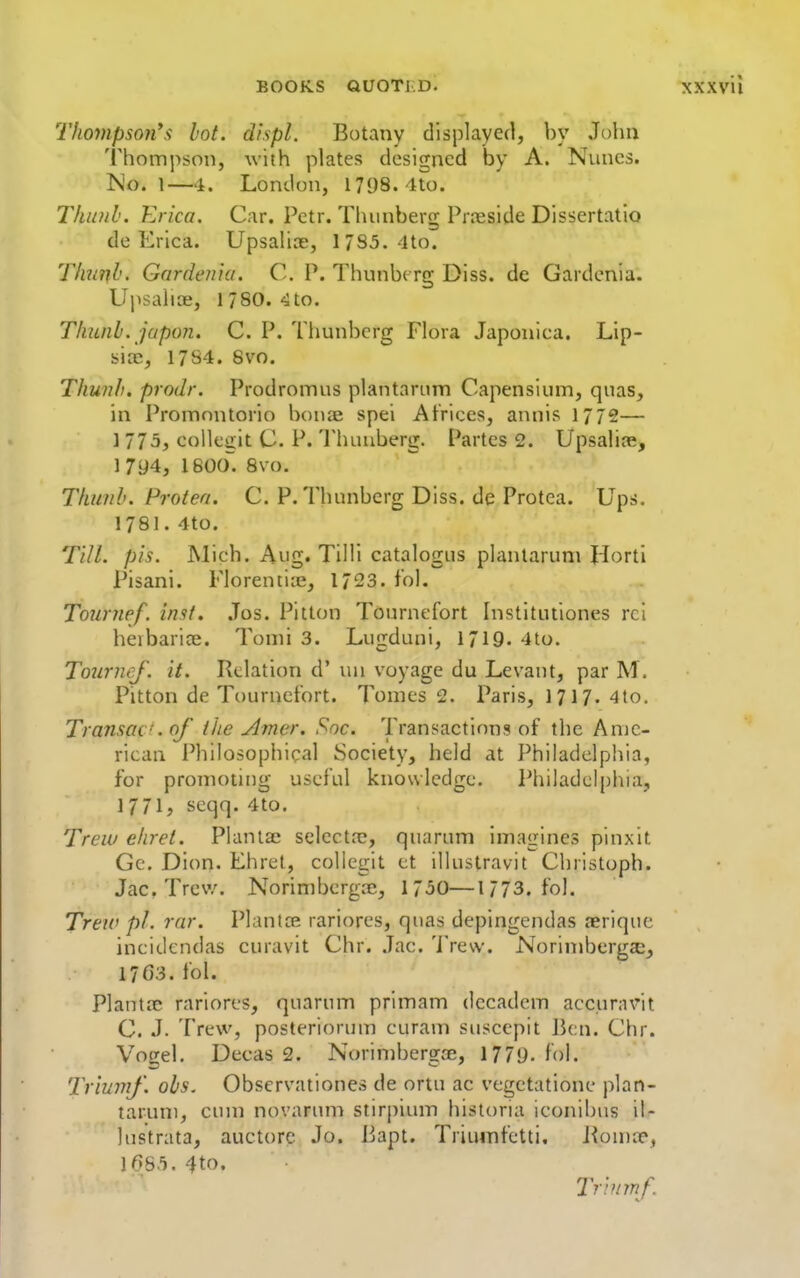 BOOKS QUOTED. xxxvii
Thompson's bot. displ. Botany displayed, by John
Thompson, with plates designed by A. Nunes.
No. 1—4. London, 1798. 4to.
Thunb. Erica. Car. Petr. Thunberg Præside Dissertatio
de Erica. Upsaliæ, 1785. 4to.
Thunb. Gardenia. C. P. Thunberg Diss. de Gardenia.
Upsaliæ, 1780. 4to.
Thunb. japon. C. P. Thunberg Flora Japonica. Lip-
siæ, 1784. 8vo.
Thunb. prodr. Prodromus plantarum Capensium, quas,
in Promontorio bonæ spei Africes, annis 1772—
1775, collegit C. P. Thunberg. Partes 2. Upsaliæ,
1794, 1800. 8vo.
Thunb. Protea. C. P. Thunberg Diss. de Protea. Ups.
1781. 4to.
Till. pis. Mich. Aug. Tilli catalogus plantarum Horti
Pisani. Florentiæ, 1723. fol.
Tournef. inst. Jos. Pitton Tournefort Institutiones rei
herbariæ. Tomi 3. Lugduni, 1719. 4to.
Tournef. it. Relation d' un voyage du Levant, par M.
Pitton de Tournefort. Tomes 2. Paris, 1717. 4to.
Transact. of the Amer. Soc. Transactions of the Ame-
rican Philosophical Society, held at Philadelphia,
for promoting useful knowledge. Philadelphia,
1771, seqq. 4to.
Trew ehret. Plantæ selectæ, quarum imagines pinxit
Ge. Dion. Ehret, collegit et illustravit Christoph.
Jac. Trew. Norimbergæ, 1750—1773. fol.
Trew pl. rar. Plantæ rariores, quas depingendas ærique
incidendas curavit Chr. Jac. Trew. Norimbergæ,
1763. fol.
Plantæ rariores, quarum primam decadem accuravit
C. J. Trew, posteriorum curam suscepit Ben. Chr.
Vogel. Decas 2. Norimbergæ, 1779. fol.
Triumf. obs. Observationes de ortu ac vegetatione plan-
tarum, cum novarum stirpium historia iconibus il-
lustrata, auctore Jo. Bapt. Triumfetti. Romæ,
1685. 4to.
Triumf.